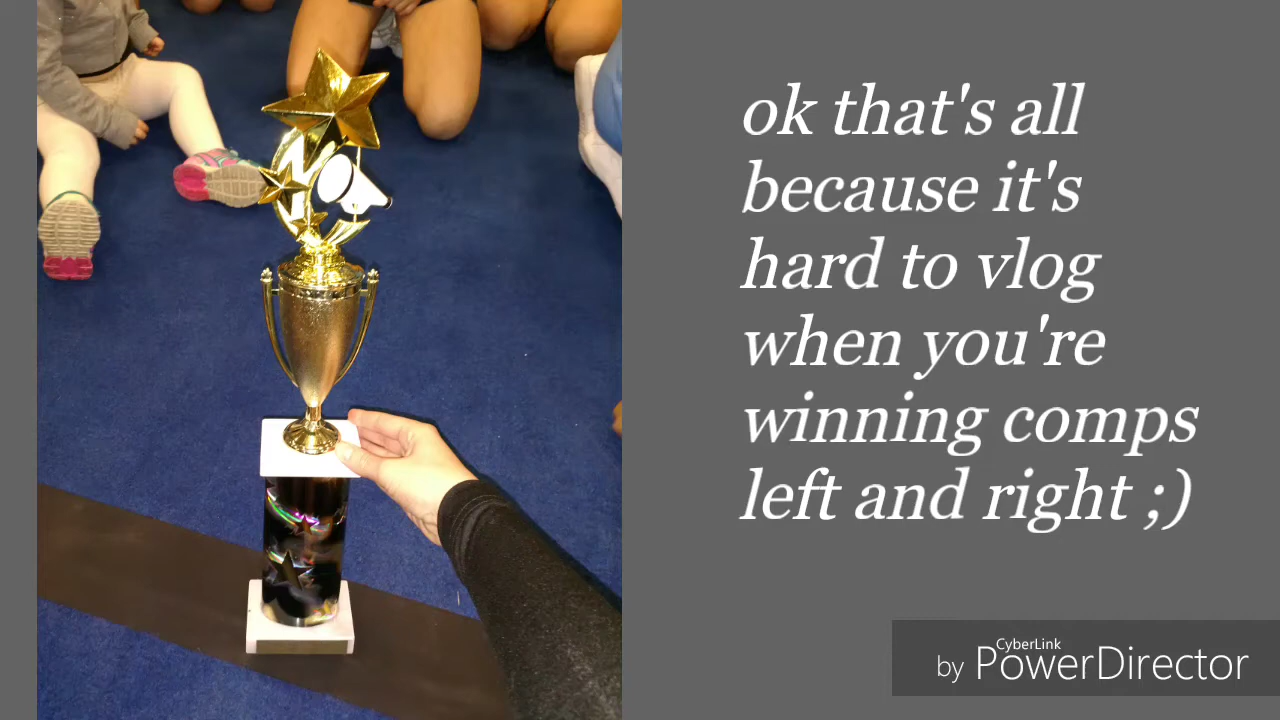 ok that's all
because it's
hard to vlog
when you're
winning comps
left and right ;)
CyberLink
by PowerDirector